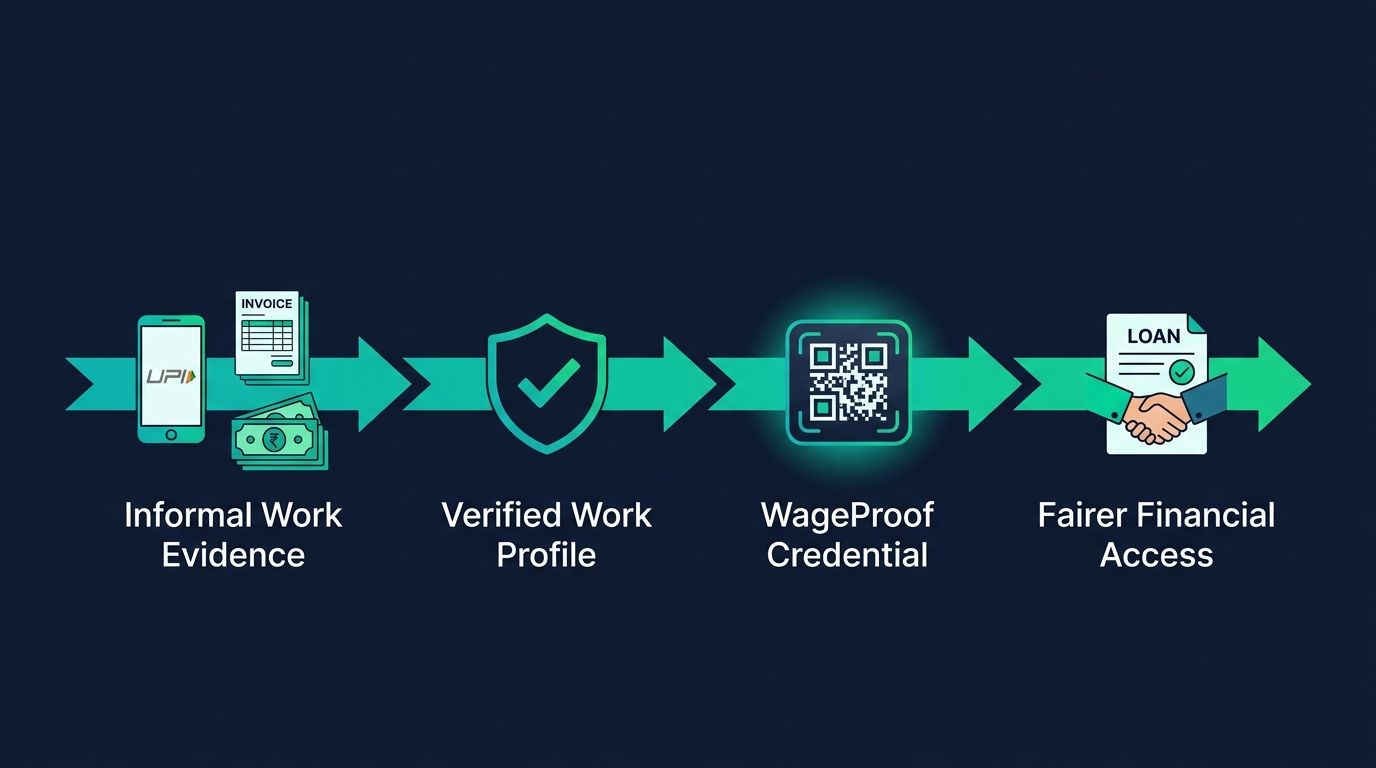 INVOICE
UPI
₹
LOAN
Informal Work
Evidence
Verified Work
Profile
WageProof
Credential
Fairer Financial
Access